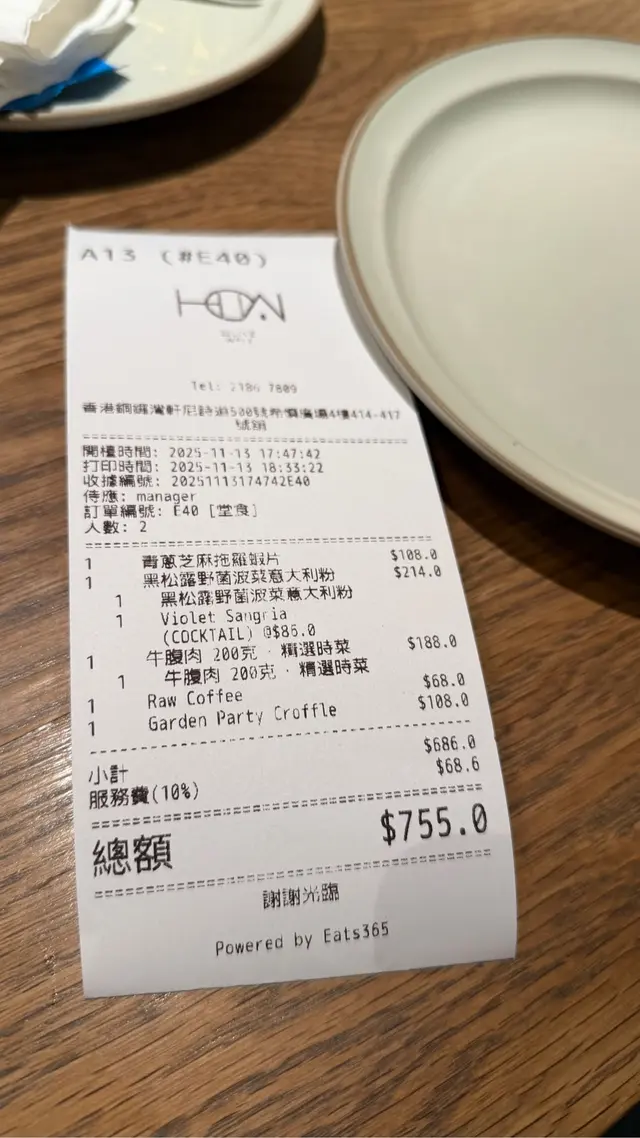 A13 (#E40)
Tel: 2186 7809
香港銅鑼灣軒尼詩道500號希慎廣場4樓414-417
號舖
開檯時間: 2025-11-13 17:47:42
打印時間: 2025-11-13 18:33:22
收據編號: 20251113174742E40
侍應: manager
訂單編號: E40 [堂食]
人數: 2
1 青蔥芝麻拖羅蝦片 $108.0
1 黑松露野菌波菜意大利粉 $214.0
1 黑松露野菌波菜意大利粉
1 Violet Sangria
(COCKTAIL) @$86.0
1 牛腹肉 200克 · 精選時菜 $188.0
1 牛腹肉 200克 · 精選時菜
1 Raw Coffee $68.0
1 Garden Party Croffle $108.0
小計 $686.0
服務費(10%) $68.6
總額 $755.0
謝謝光臨
Powered by Eats365